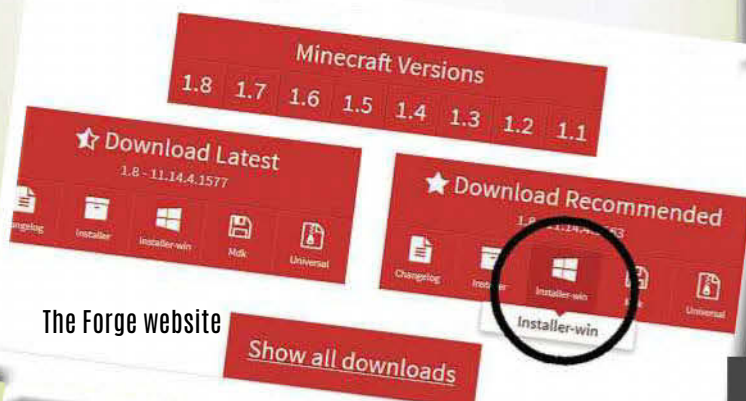 Minecraft Versions
1.8 1.7 1.6 1.5 1.4 1.3 1.2 1.1
Download Latest
1.8 - 11.14.4.1577
Installer Installer-win Mdk Universal
Download Recommended
1.8
Changelog Installer-win Universal
Installer-win
The Forge website
Show all downloads